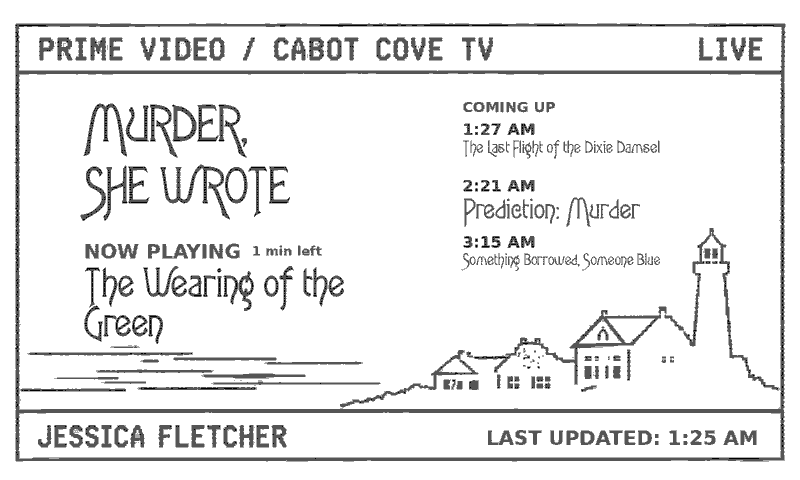 PRIME VIDEO / CABOT COVE TV
LIVE
MURDER,
SHE WROTE
NOW PLAYING 1 min left
The Wearing of the
Green
COMING UP
1:27 AM
The Last Flight of the Dixie Damsel
2:21 AM
Prediction: Murder
3:15 AM
Something Borrowed, Someone Blue
JESSICA FLETCHER
LAST UPDATED: 1:25 AM